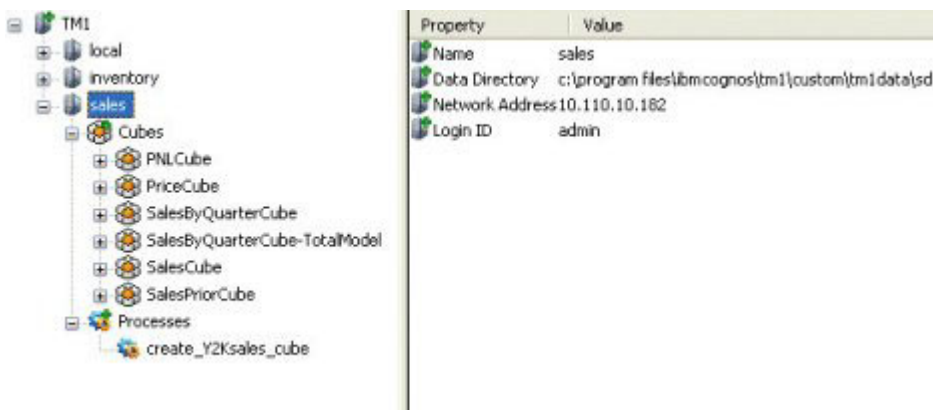 TM1
local
inventory
sales
Cubes
PNLCube
PriceCube
SalesByQuarterCube
SalesByQuarterCube-TotalModel
SalesCube
SalesPriorCube
Processes
create_Y2Ksales_cube
Property Value
Name sales
Data Directory c:\program files\ibmcognos\tm1\custom\tm1data\sd
Network Address 10.110.10.182
Login ID admin